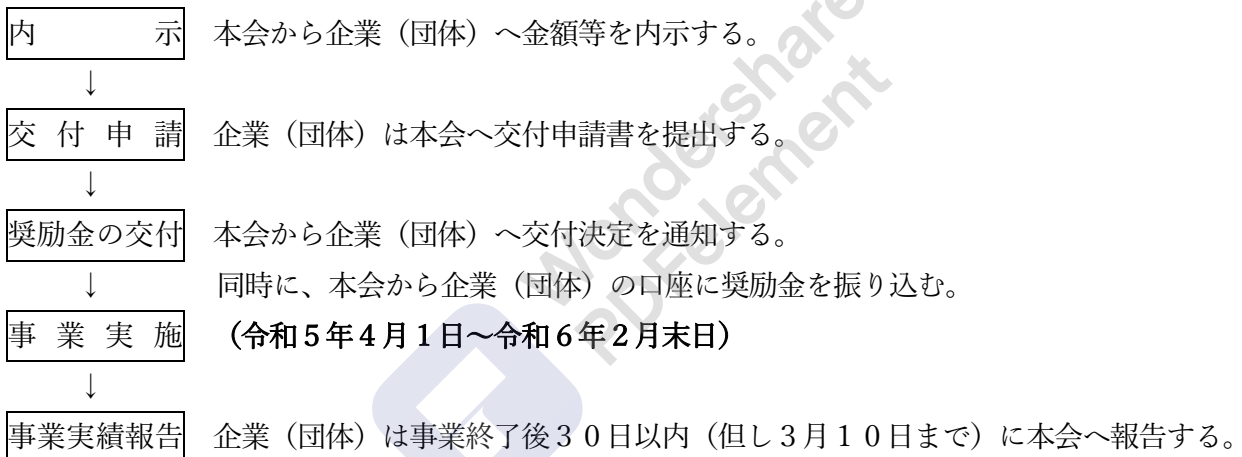 内示 本会から企業（団体）へ金額等を内示する。
↓
交付申請 企業（団体）は本会へ交付申請書を提出する。
↓
奨励金の交付 本会から企業（団体）へ交付決定を通知する。
↓ 同時に、本会から企業（団体）の口座に奨励金を振り込む。
事業実施 （令和５年４月１日～令和６年２月末日）
↓
事業実績報告 企業（団体）は事業終了後３０日以内（但し３月１０日まで）に本会へ報告する。
Wondershare
PDFelement